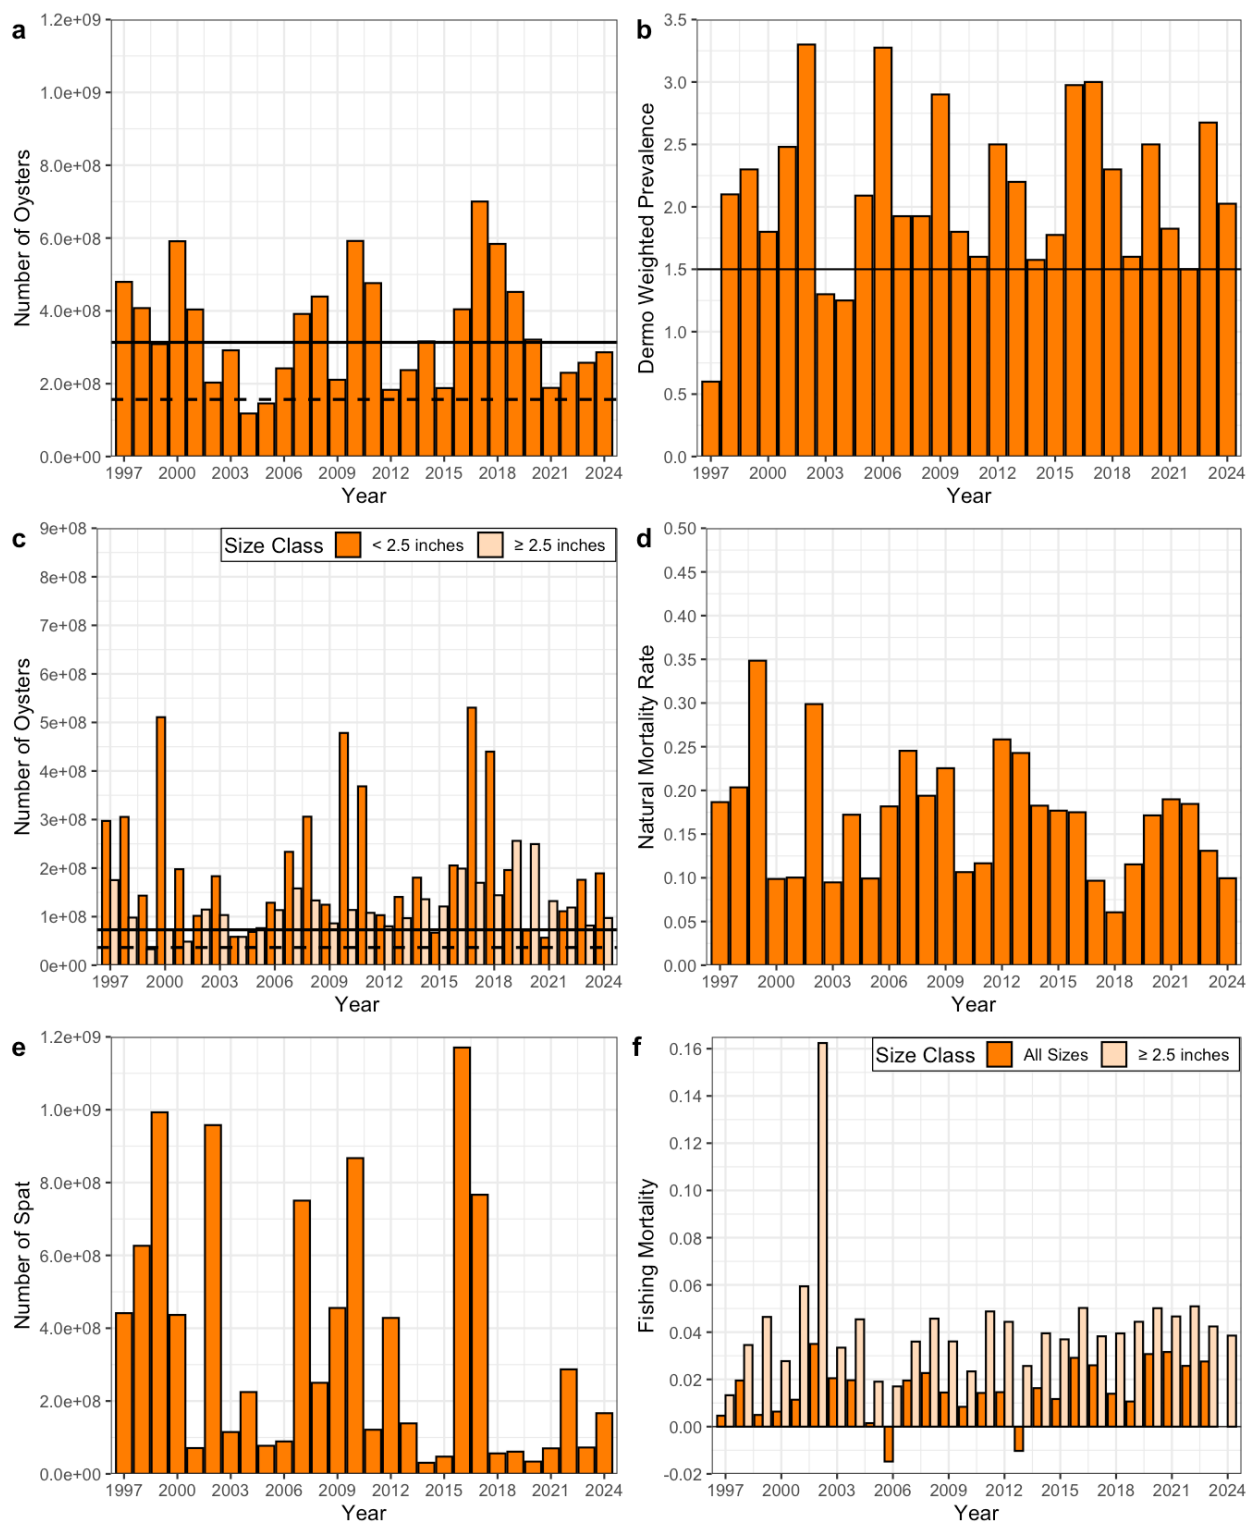 a
1.2e+09
1.0e+09
8.0e+08
6.0e+08
4.0e+08
2.0e+08
0.0e+00
Number of Oysters
1997 2000 2003 2006 2009 2012 2015 2018 2021 2024
Year
b
3.5
3.0
2.5
2.0
1.5
1.0
0.5
0.0
Dermo Weighted Prevalence
1997 2000 2003 2006 2009 2012 2015 2018 2021 2024
Year
c
Size Class < 2.5 inches ≥ 2.5 inches
9e+08
8e+08
7e+08
6e+08
5e+08
4e+08
3e+08
2e+08
1e+08
0e+00
Number of Oysters
1997 2000 2003 2006 2009 2012 2015 2018 2021 2024
Year
d
0.50
0.45
0.40
0.35
0.30
0.25
0.20
0.15
0.10
0.05
0.00
Natural Mortality Rate
1997 2000 2003 2006 2009 2012 2015 2018 2021 2024
Year
e
1.2e+09
1.0e+09
8.0e+08
6.0e+08
4.0e+08
2.0e+08
0.0e+00
Number of Spat
1997 2000 2003 2006 2009 2012 2015 2018 2021 2024
Year
f
Size Class All Sizes ≥ 2.5 inches
0.16
0.14
0.12
0.10
0.08
0.06
0.04
0.02
0.00
-0.02
Fishing Mortality
1997 2000 2003 2006 2009 2012 2015 2018 2021 2024
Year